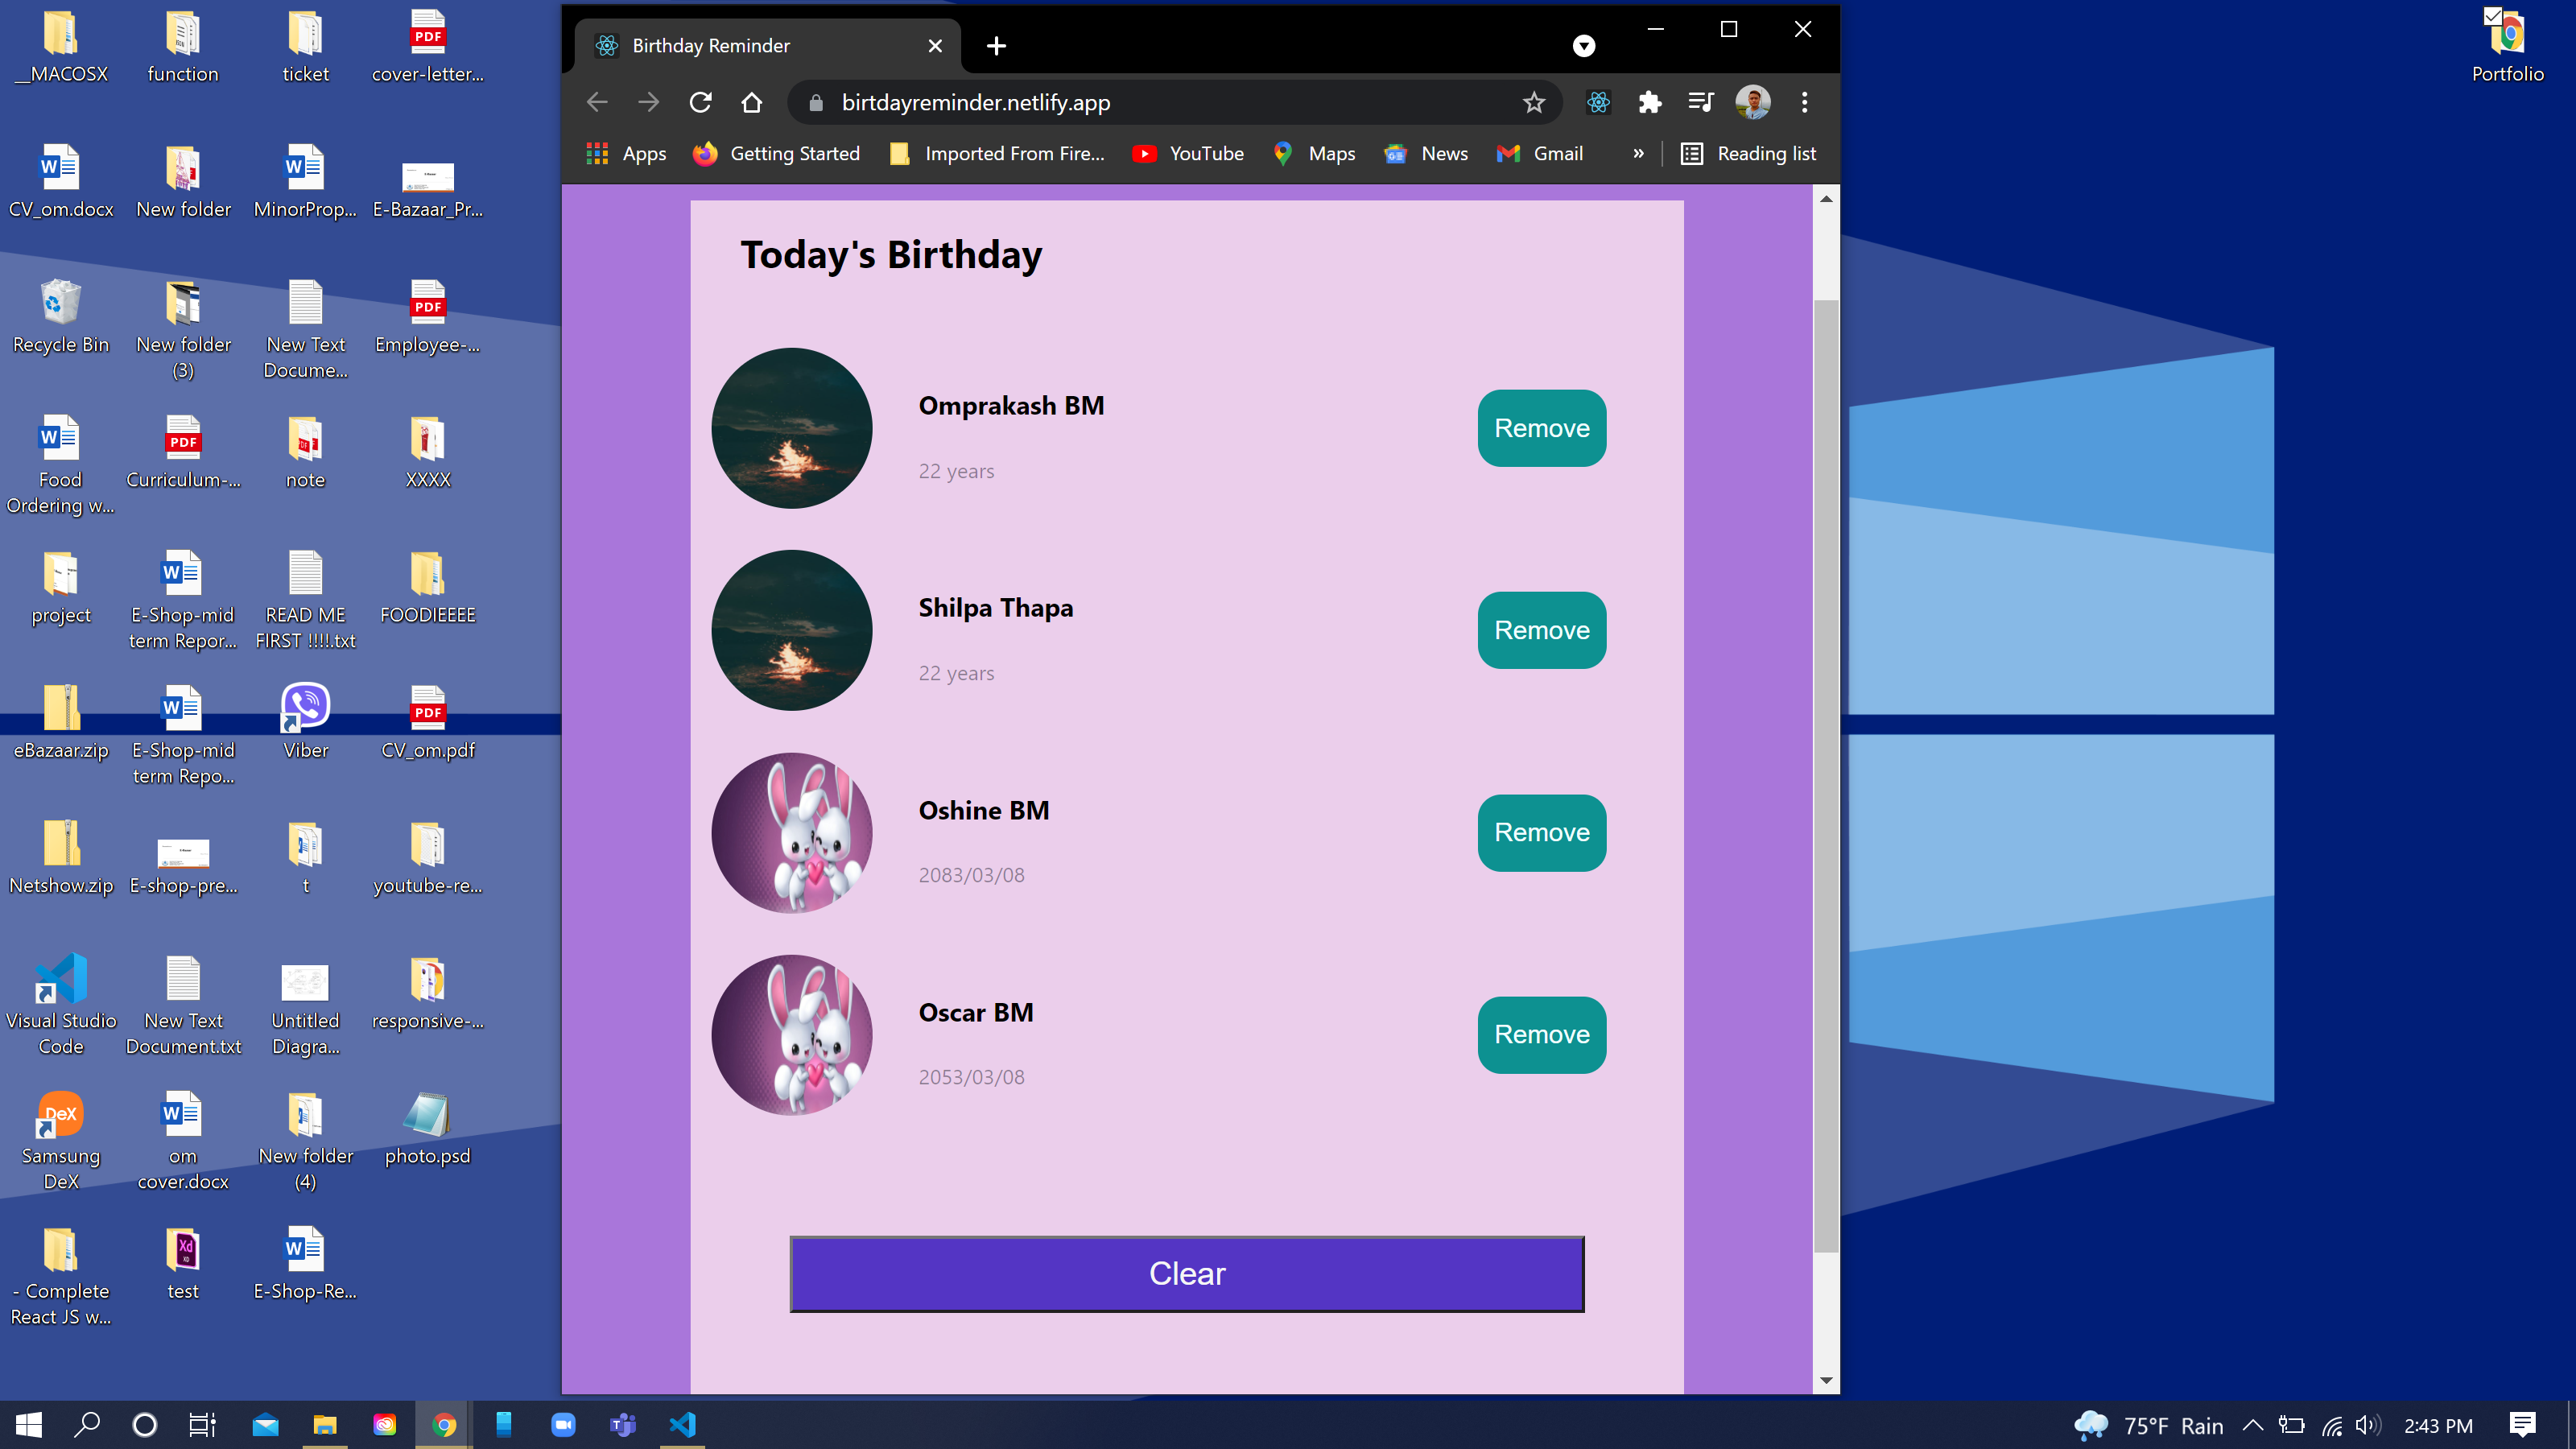 __MACOSX
function
ticket
cover-letter...
CV_om.docx
New folder
MinorProp...
E-Bazaar_Pr...
Recycle Bin
New folder
(3)
New Text
Docume...
Employee-...
Food
Ordering w...
Curriculum-...
note
XXXX
project
E-Shop-mid
term Repor...
READ ME
FIRST !!!!.txt
FOODIEEEE
eBazaar.zip
E-Shop-mid
term Repo...
Viber
CV_om.pdf
Netshow.zip
E-shop-pre...
t
youtube-re...
Visual Studio
Code
New Text
Document.txt
Untitled
Diagra...
responsive-...
Samsung
DeX
om
cover.docx
New folder
(4)
photo.psd
- Complete
React JS w...
test
E-Shop-Re...
Birthday Reminder
birtdayreminder.netlify.app
Apps
Getting Started
Imported From Fire...
YouTube
Maps
News
Gmail
»
Reading list
Today's Birthday
Omprakash BM
22 years
Remove
Shilpa Thapa
22 years
Remove
Oshine BM
2083/03/08
Remove
Oscar BM
2053/03/08
Remove
Clear
Portfolio
75°F Rain
2:43 PM